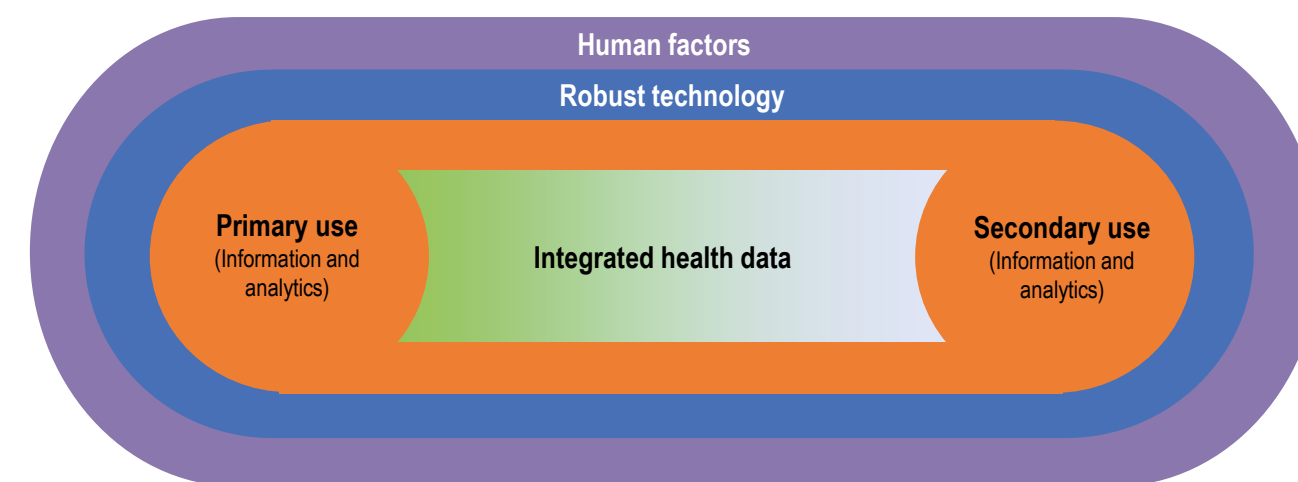 Human factors
Robust technology
Primary use
(Information and
analytics)
Integrated health data
Secondary use
(Information and
analytics)